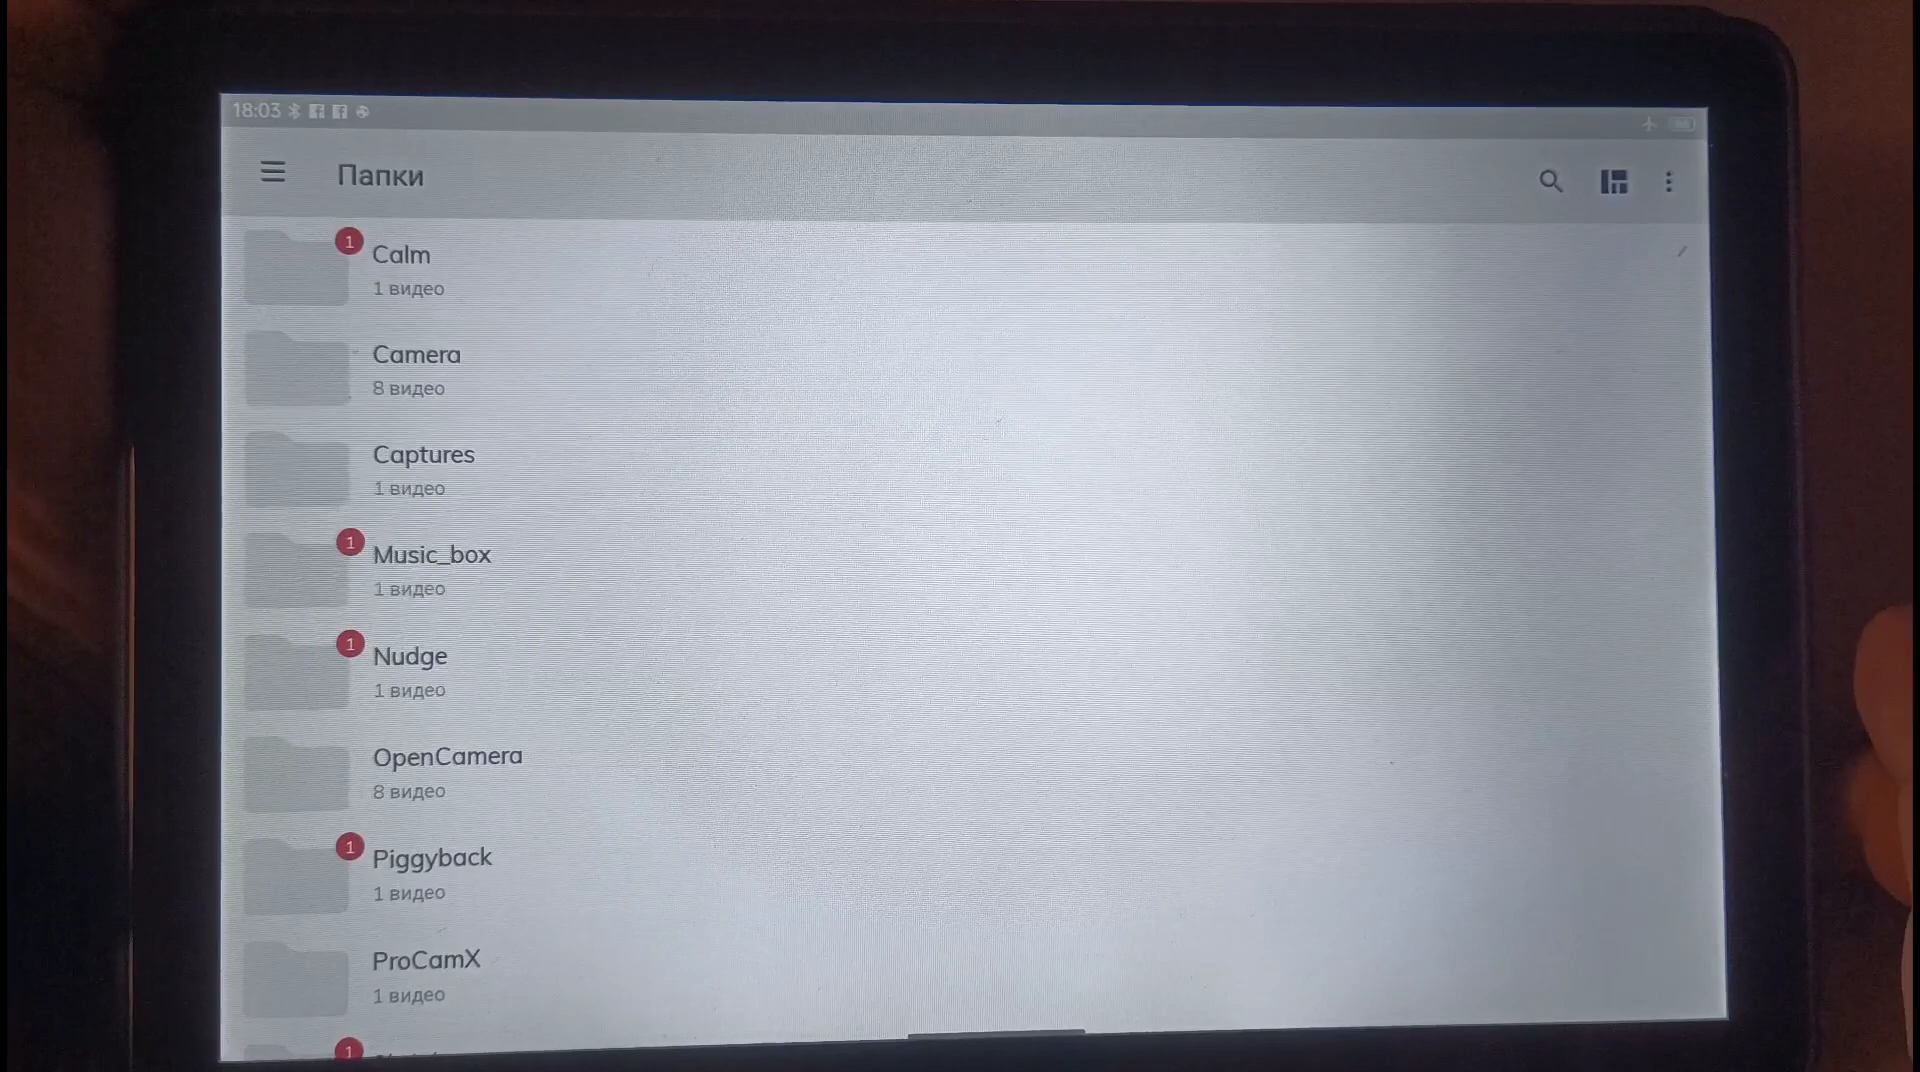 18:03
Папки
1
Calm
1 видео
Camera
8 видео
Captures
1 видео
1
Music_box
1 видео
1
Nudge
1 видео
OpenCamera
8 видео
1
Piggyback
1 видео
ProCamX
1 видео
1